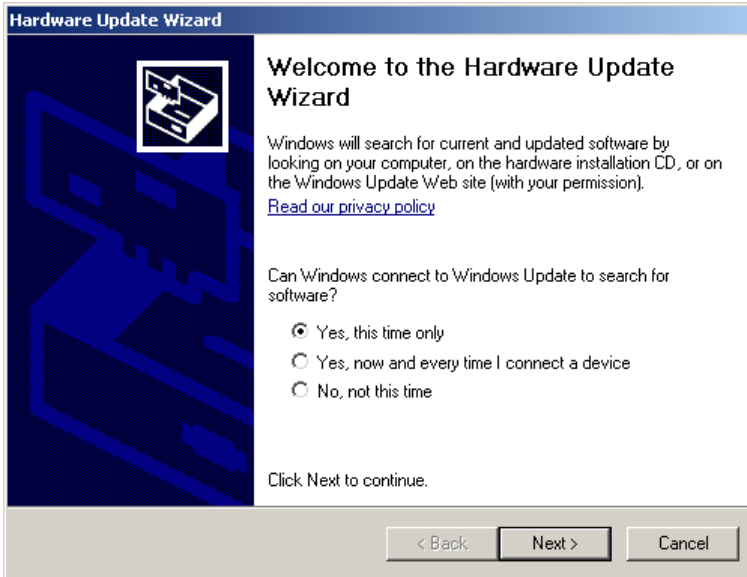 Hardware Update Wizard
Welcome to the Hardware Update
Wizard
Windows will search for current and updated software by
looking on your computer, on the hardware installation CD, or on
the Windows Update Web site (with your permission).
Read our privacy policy
Can Windows connect to Windows Update to search for
software?
Yes, this time only
Yes, now and every time I connect a device
No, not this time
Click Next to continue.
< Back
Next >
Cancel